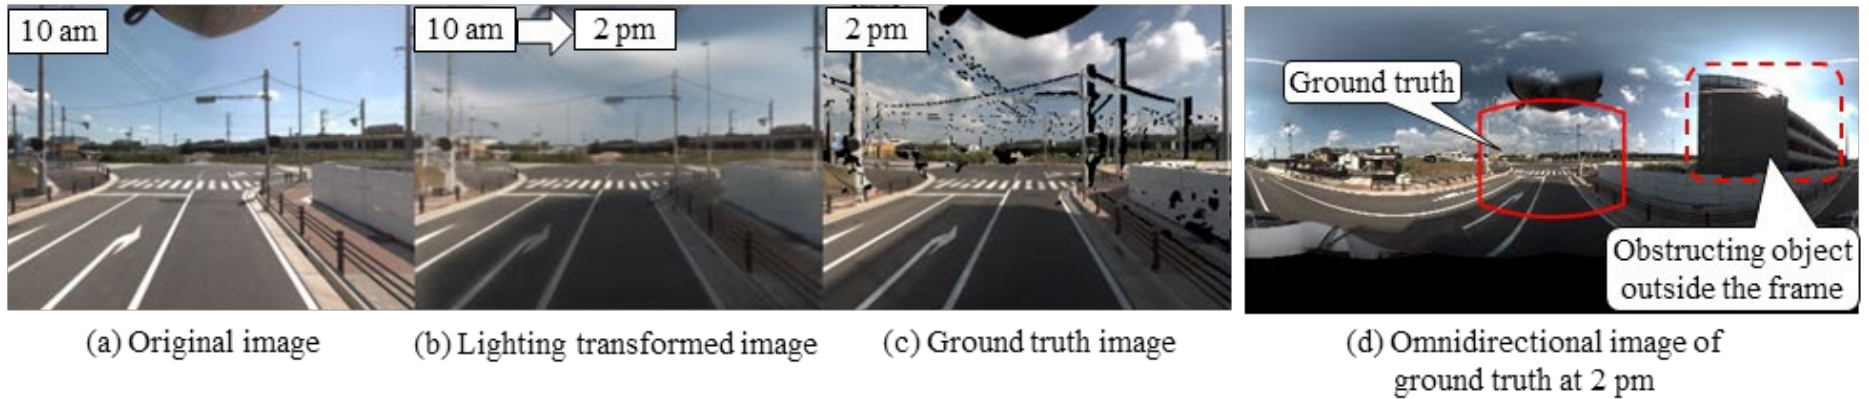 10 am
10 am
2 pm
2 pm
Ground truth
Obstructing object
outside the frame
(a) Original image
(b) Lighting transformed image
(c) Ground truth image
(d) Omnidirectional image of
ground truth at 2 pm